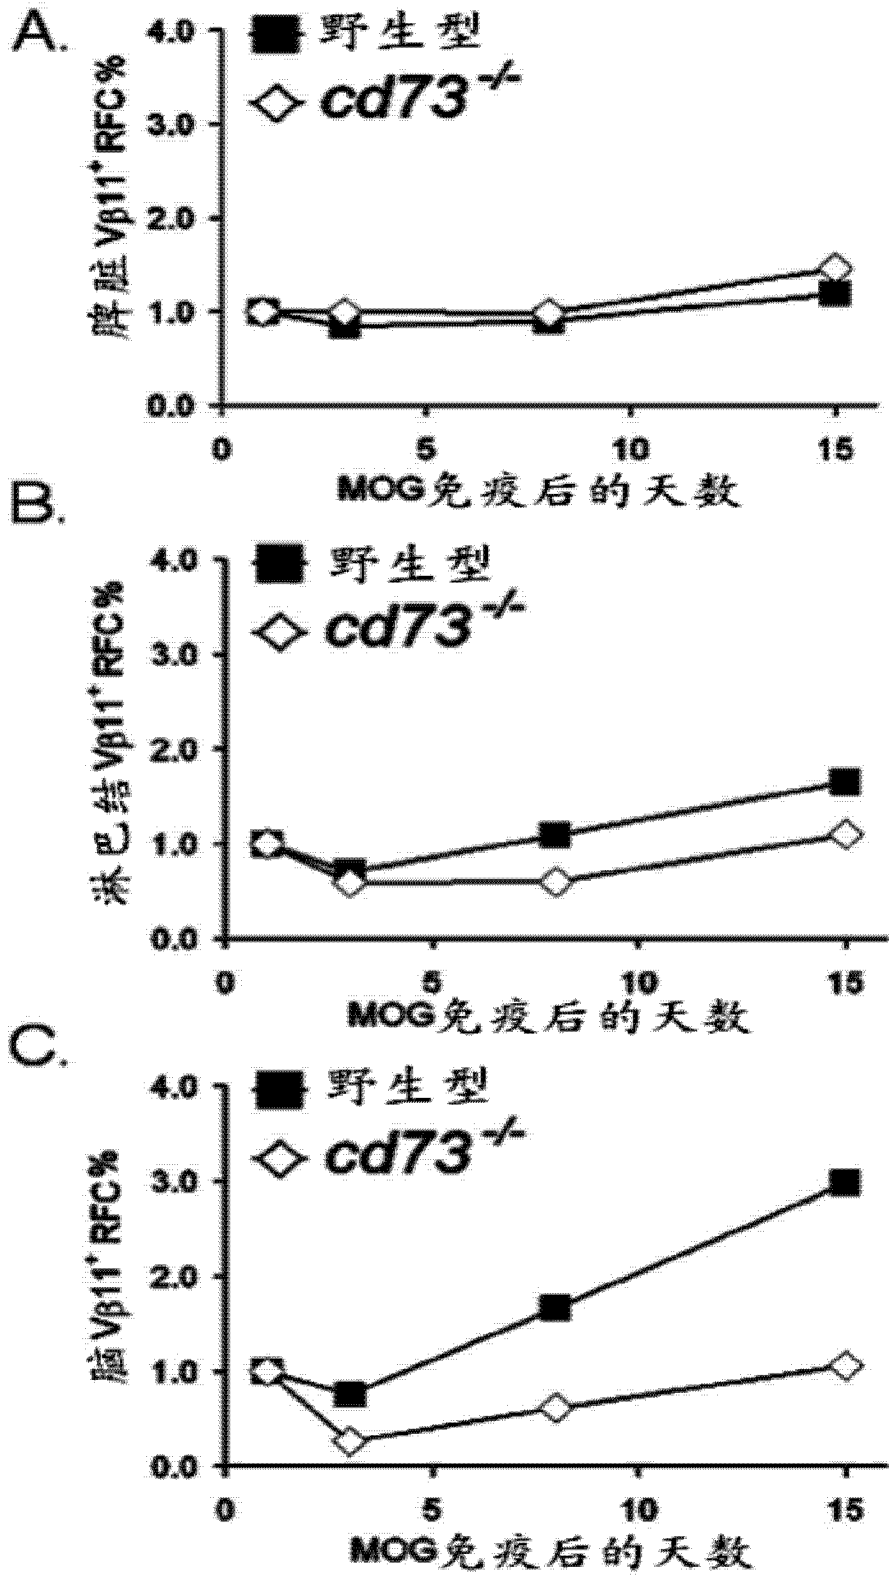 A.
野生型
cd73-/-
脾脏 Vβ11+ RFC%
4.0
3.0
2.0
1.0
0.0
0 5 10 15
MOG免疫后的天数
B.
野生型
cd73-/-
淋巴结 Vβ11+ RFC%
4.0
3.0
2.0
1.0
0.0
0 5 10 15
MOG免疫后的天数
C.
野生型
cd73-/-
脑 Vβ11+ RFC%
4.0
3.0
2.0
1.0
0.0
0 5 10 15
MOG免疫后的天数